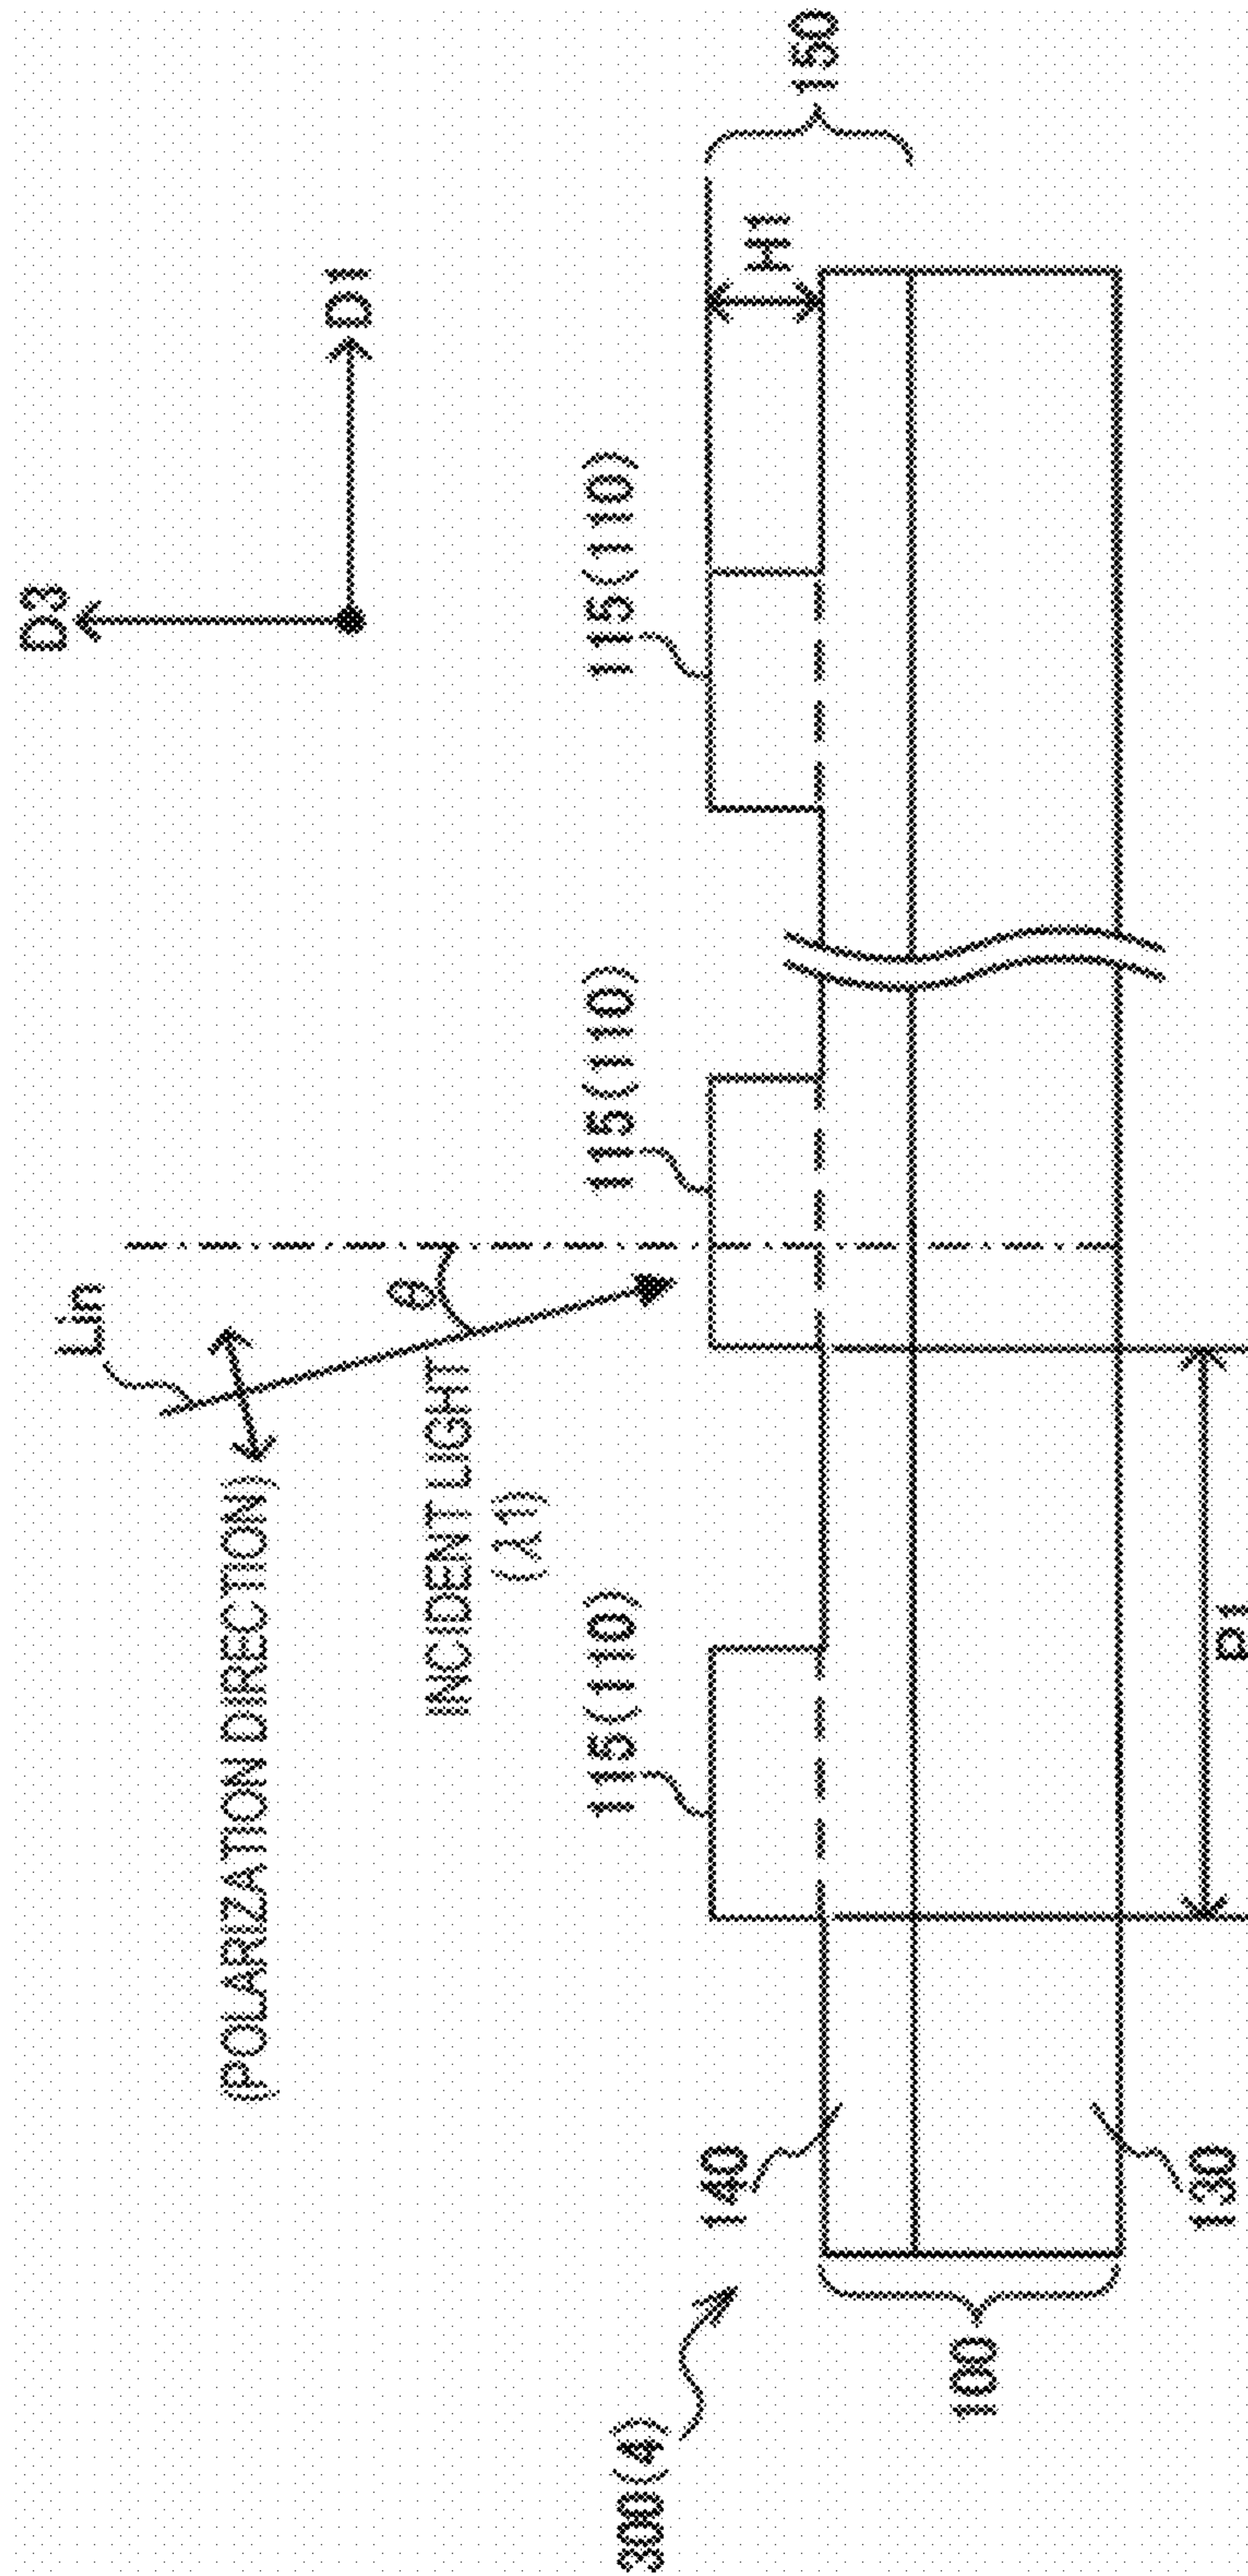 D3
D1
Lin
(POLARIZATION DIRECTION)
θ
INCIDENT LIGHT
(λ1)
115(110)
115(110)
115(110)
H1
150
300(4)
140
100
130
P1